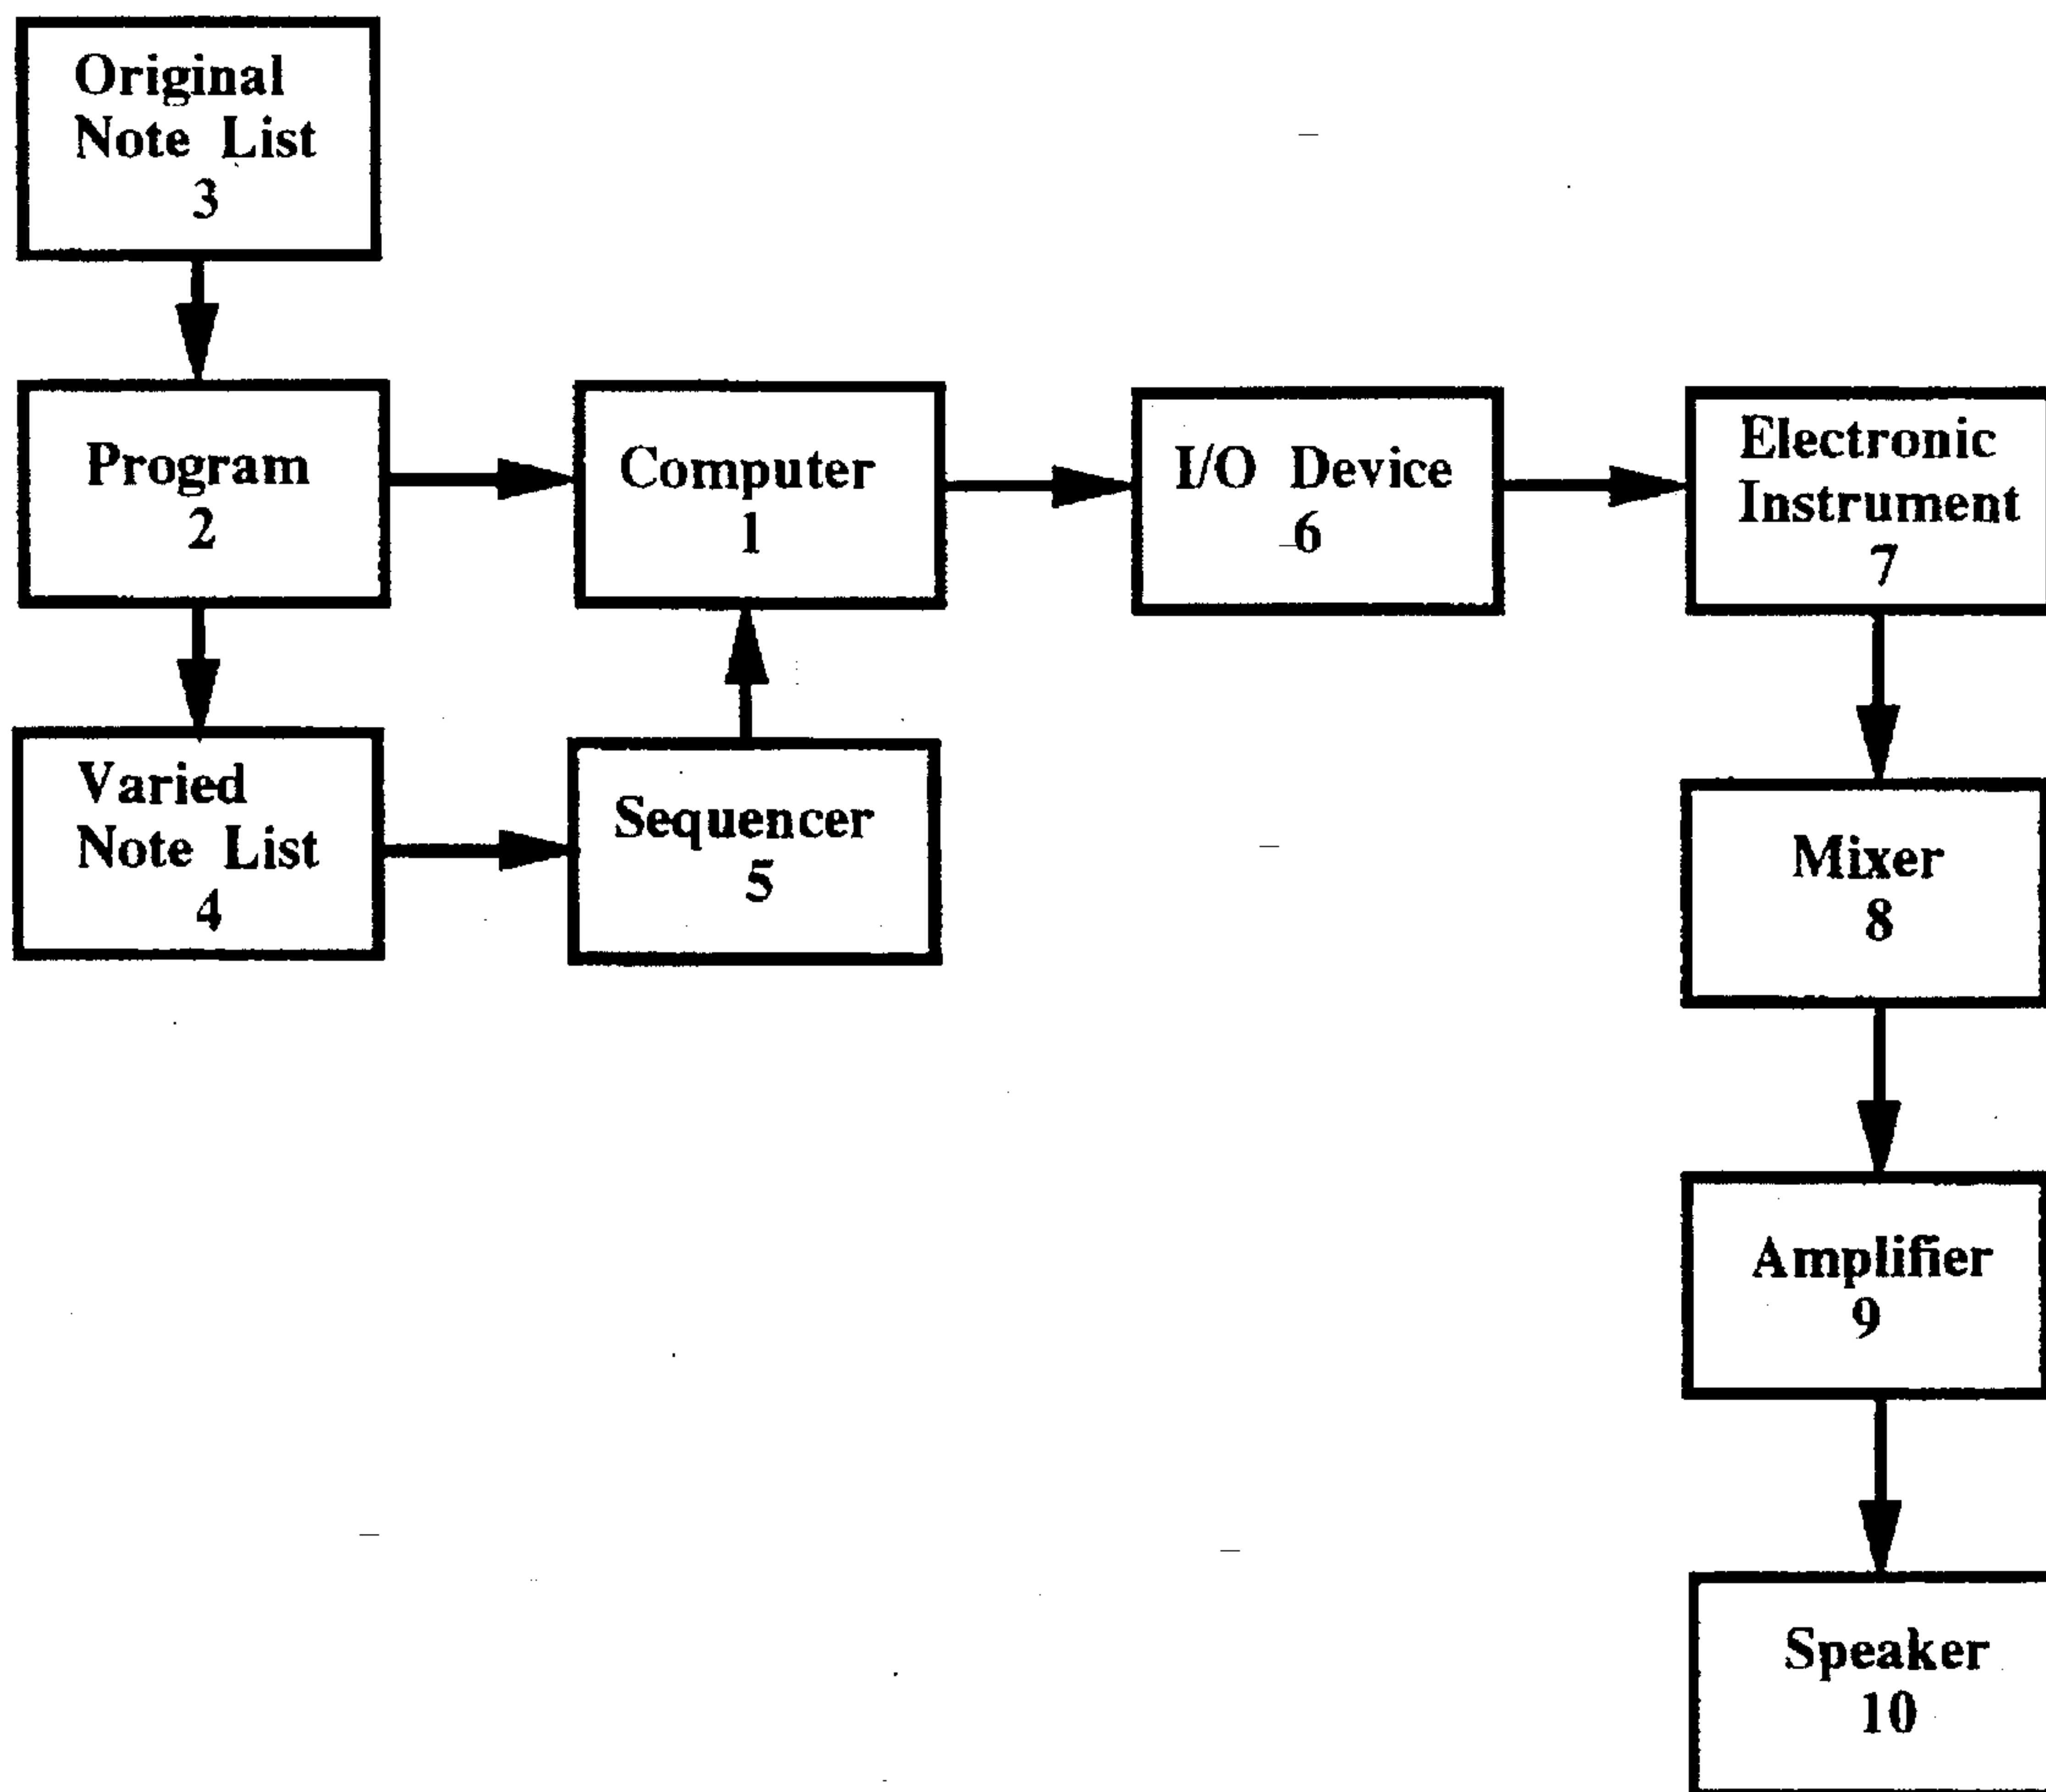 Original
Note List
3
Program
2
Computer
1
I/O Device
6
Electronic
Instrument
7
Varied
Note List
4
Sequencer
5
Mixer
8
Amplifier
9
Speaker
10